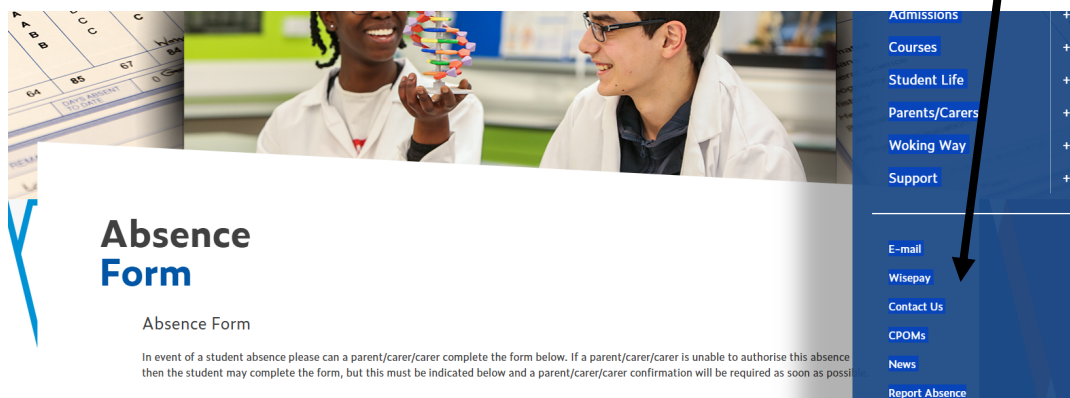 A
A
B
B
B
C
C
C
84
67
85
64
DAYS ABSENT
TO DATE
Admissions +
Courses +
Student Life +
Parents/Carers +
Woking Way +
Support +
E-mail
Wisepay
Contact Us
CPOMs
News
Report Absence
Absence
Form
Absence Form
In event of a student absence please can a parent/carer/carer complete the form below. If a parent/carer/carer is unable to authorise this absence
then the student may complete the form, but this must be indicated below and a parent/carer/carer confirmation will be required as soon as possible.